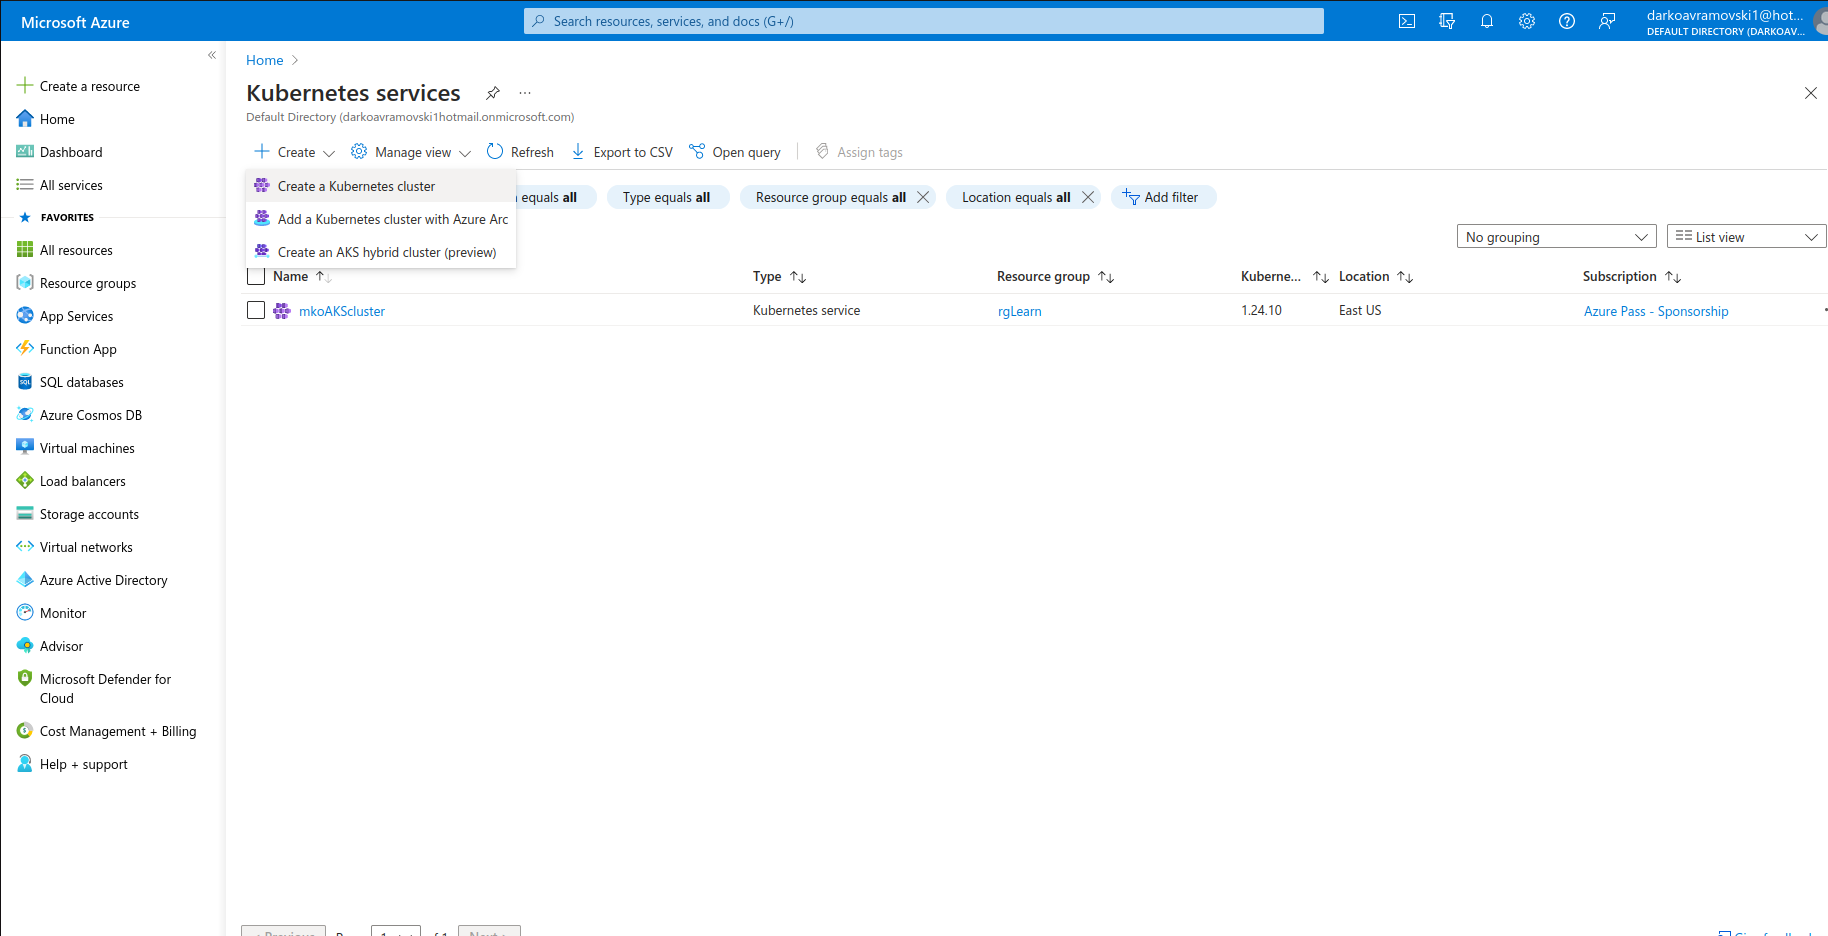 Microsoft Azure
Search resources, services, and docs (G+/)
darkoavramovski1@hot...
DEFAULT DIRECTORY (DARKOAV...
Create a resource
Home
Dashboard
All services
FAVORITES
All resources
Resource groups
App Services
Function App
SQL databases
Azure Cosmos DB
Virtual machines
Load balancers
Storage accounts
Virtual networks
Azure Active Directory
Monitor
Advisor
Microsoft Defender for
Cloud
Cost Management + Billing
Help + support
Home
Kubernetes services
Default Directory (darkoavramovski1hotmail.onmicrosoft.com)
Create Manage view Refresh Export to CSV Open query Assign tags
Create a Kubernetes cluster
Add a Kubernetes cluster with Azure Arc
Create an AKS hybrid cluster (preview)
equals all Type equals all Resource group equals all Location equals all Add filter
No grouping List view
Name Type Resource group Kuberne... Location Subscription
mkoAKScluster Kubernetes service rgLearn 1.24.10 East US Azure Pass - Sponsorship